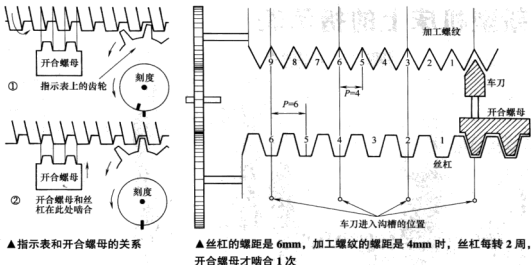 开合螺母
指示表上的齿轮
①
刻度
开合螺母
②
开合螺母和丝
杠在此处啮合
刻度
▲指示表和开合螺母的关系
加工螺纹
9 8 7 6 5 4 3 2 1
P=4
车刀
P=6
开合螺母
6 5 4 3 2 1
丝杠
车刀进入沟槽的位置
▲丝杠的螺距是6mm，加工螺纹的螺距是4mm时，丝杠每转2周，
开合螺母才啮合1次